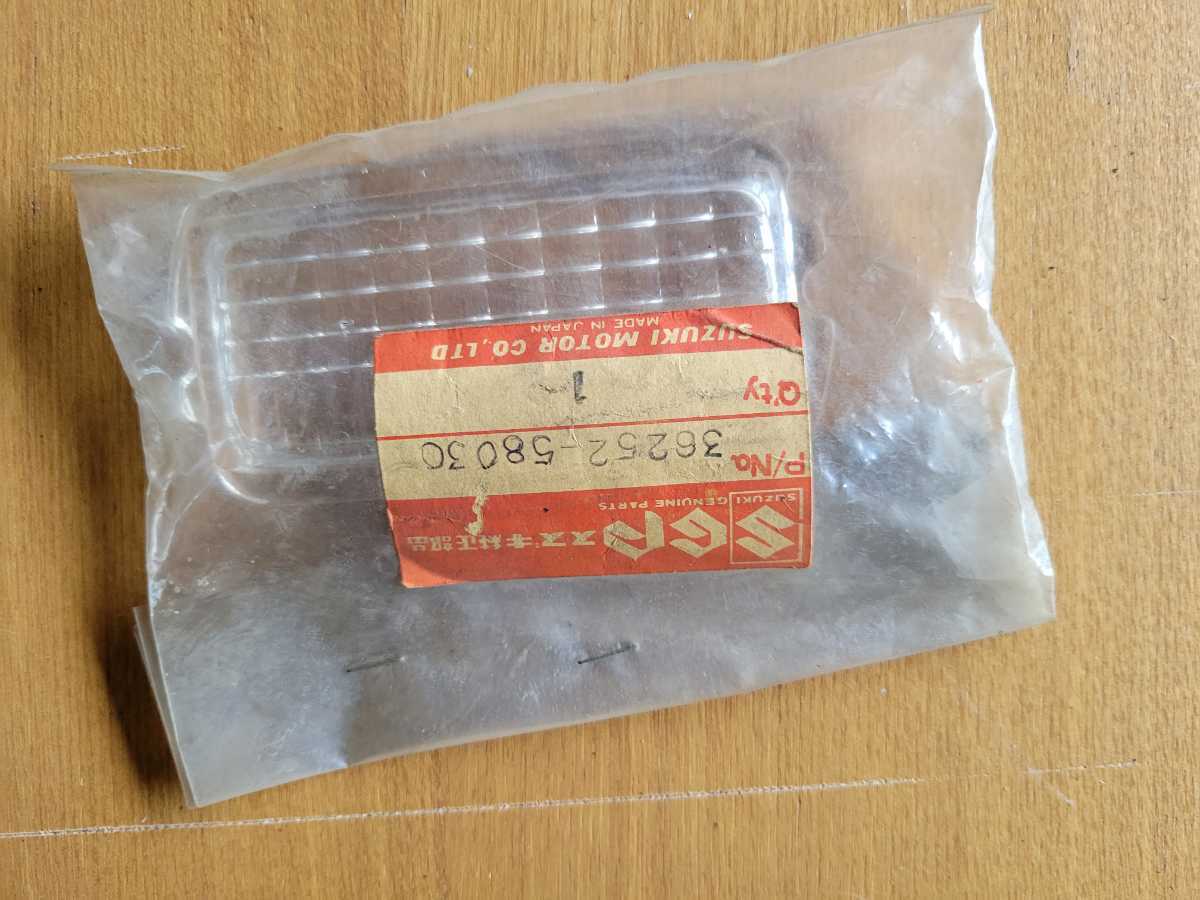 SGP スズキ純正部品
SUZUKI GENUINE PARTS
P/No. 36252-58030
Q'ty 1
SUZUKI MOTOR CO.,LTD
MADE IN JAPAN